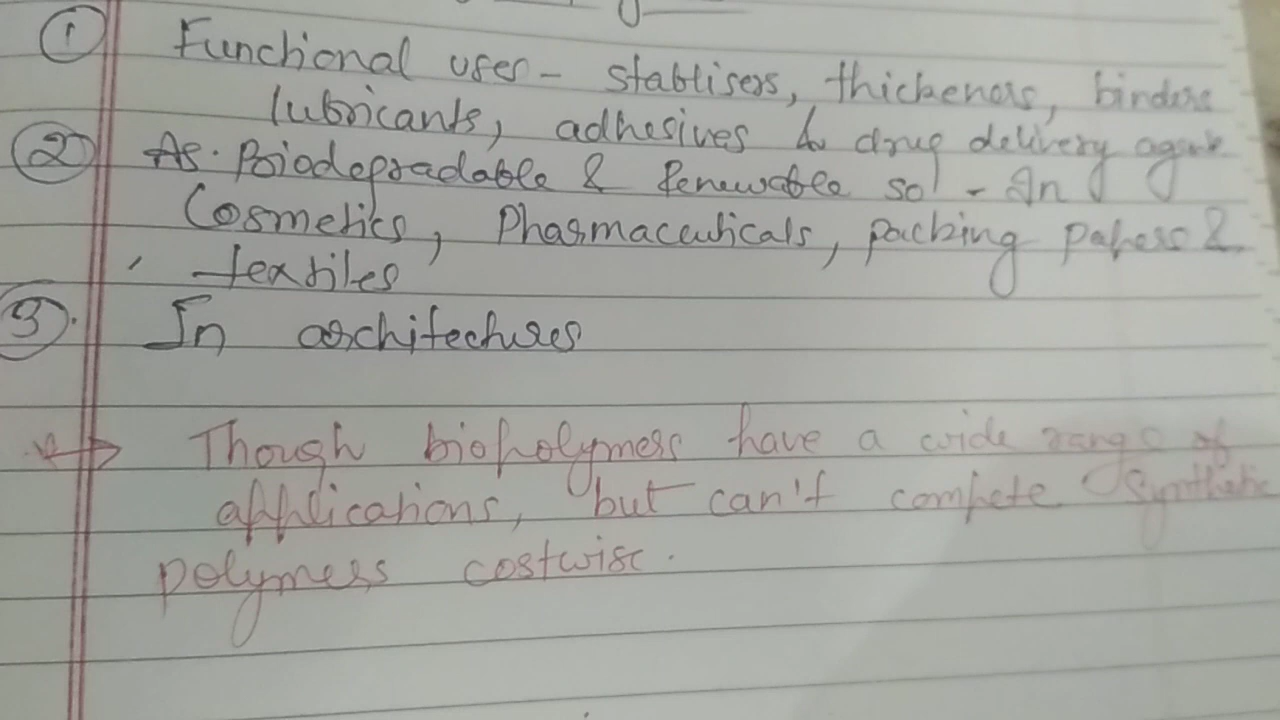 ① Functional uses - stablisers, thickeners, binders
lubricants, adhesives & drug delivery agent
② As Biodegradable & Renewable so - In
Cosmetics, Pharmaceuticals, packing papers &
textiles
③. In architectures
Though biopolymers have a wide range of
applications, but can't compete Synthetic
polymers costwise.